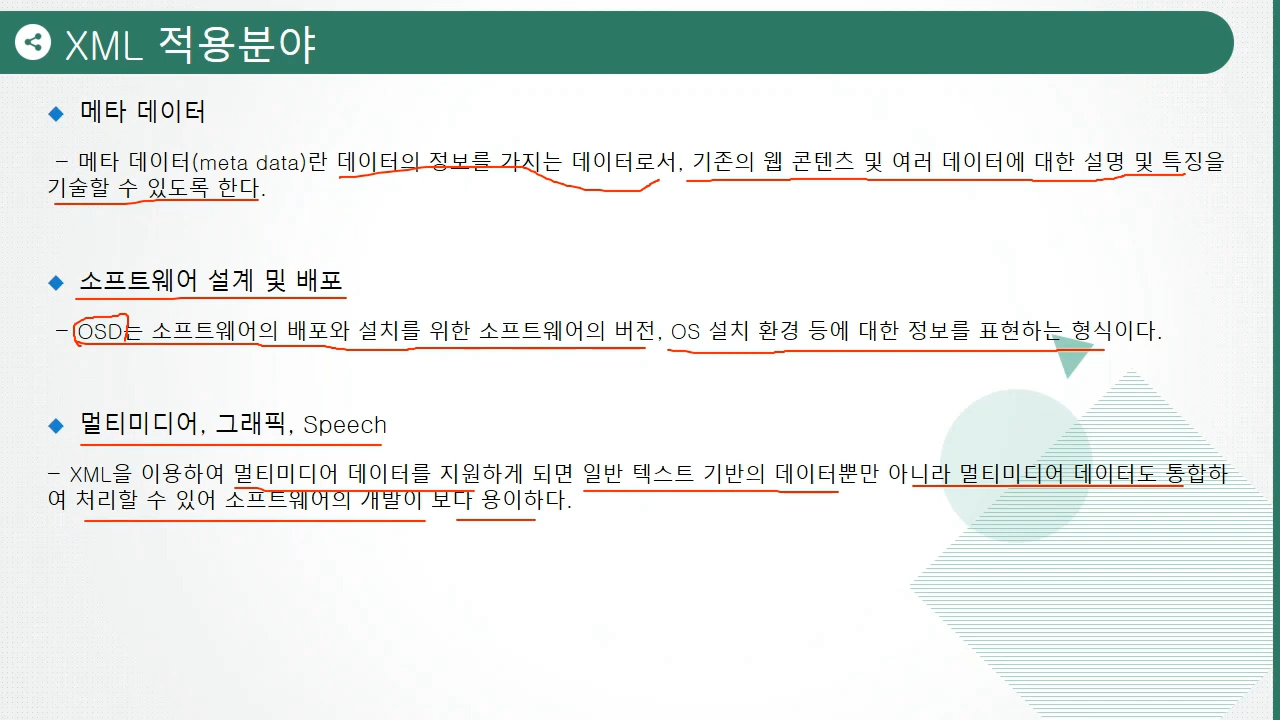 XML 적용분야
메타 데이터
- 메타 데이터(meta data)란 데이터의 정보를 가지는 데이터로서, 기존의 웹 콘텐츠 및 여러 데이터에 대한 설명 및 특징을
기술할 수 있도록 한다.
소프트웨어 설계 및 배포
- OSD는 소프트웨어의 배포와 설치를 위한 소프트웨어의 버전, OS 설치 환경 등에 대한 정보를 표현하는 형식이다.
멀티미디어, 그래픽, Speech
- XML을 이용하여 멀티미디어 데이터를 지원하게 되면 일반 텍스트 기반의 데이터뿐만 아니라 멀티미디어 데이터도 통합하
여 처리할 수 있어 소프트웨어의 개발이 보다 용이하다.